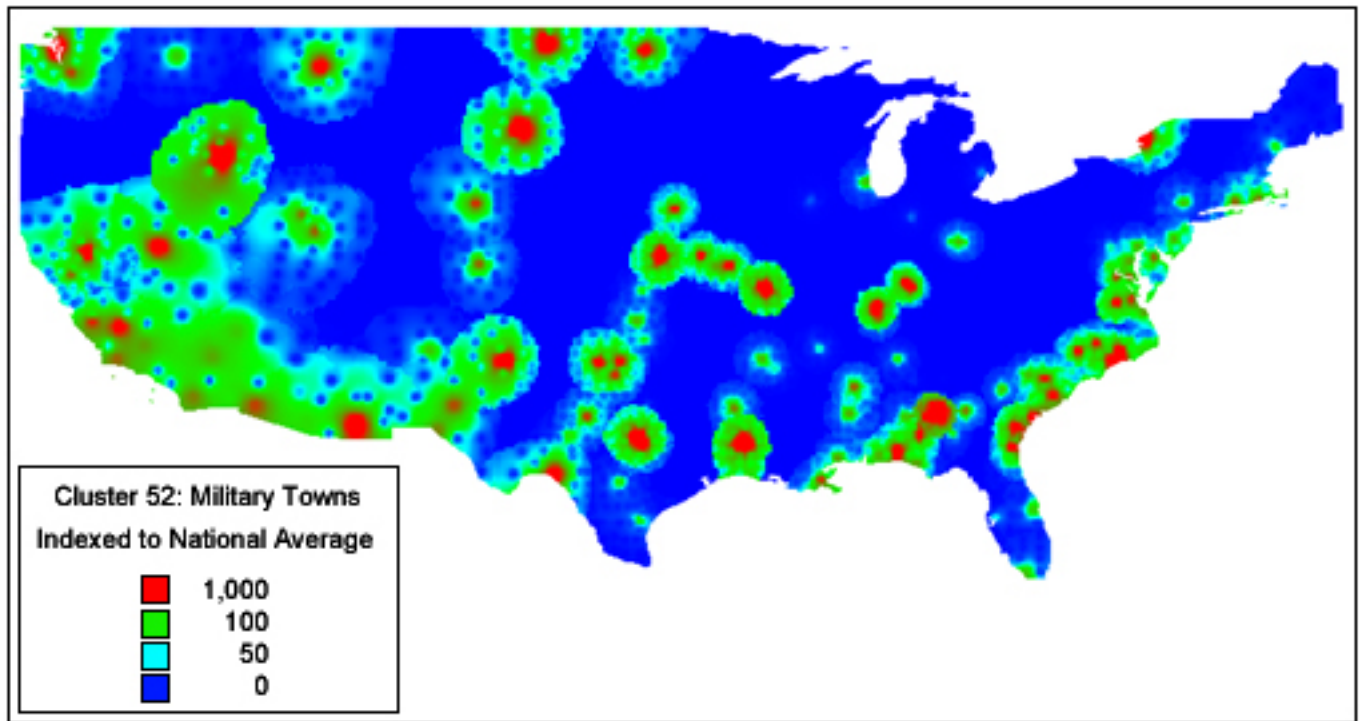 Cluster 52: Military Towns
Indexed to National Average
1,000
100
50
0